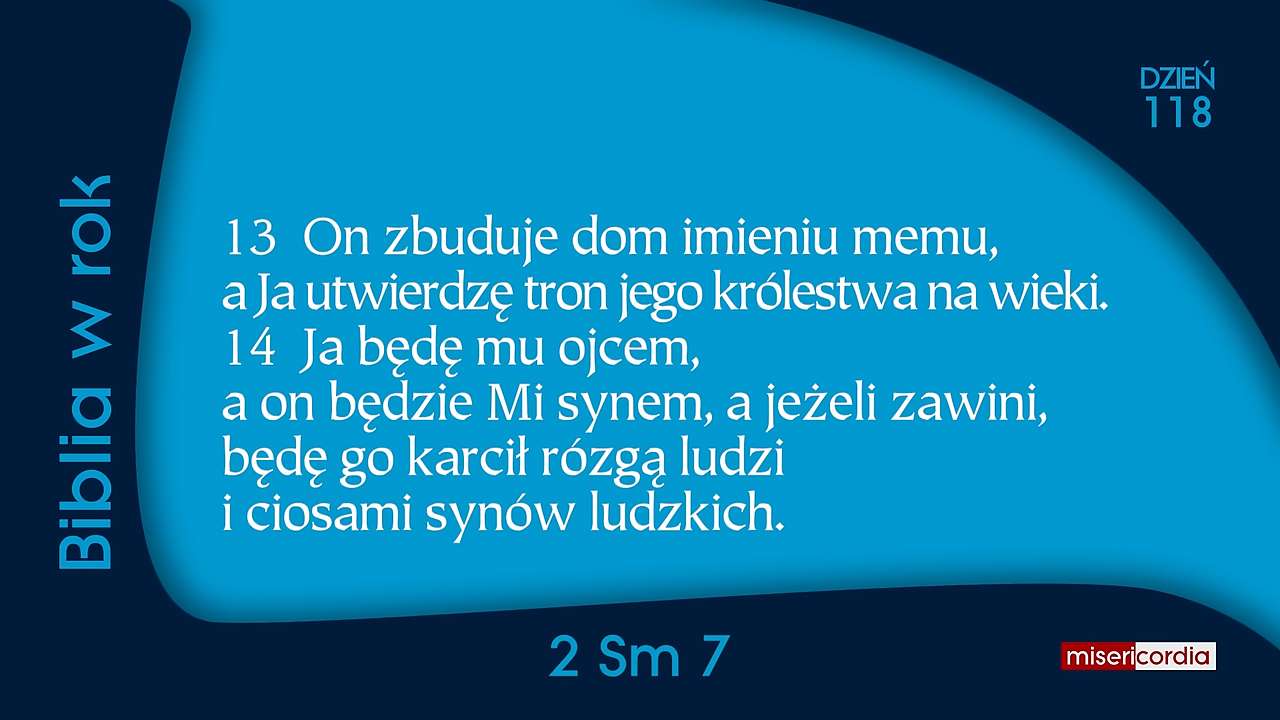 DZIEŃ
118
Biblia w rok
13 On zbuduje dom imieniu memu,
a Ja utwierdzę tron jego królestwa na wieki.
14 Ja będę mu ojcem,
a on będzie Mi synem, a jeżeli zawini,
będę go karcił rózgą ludzi
i ciosami synów ludzkich.
2 Sm 7
misericordia